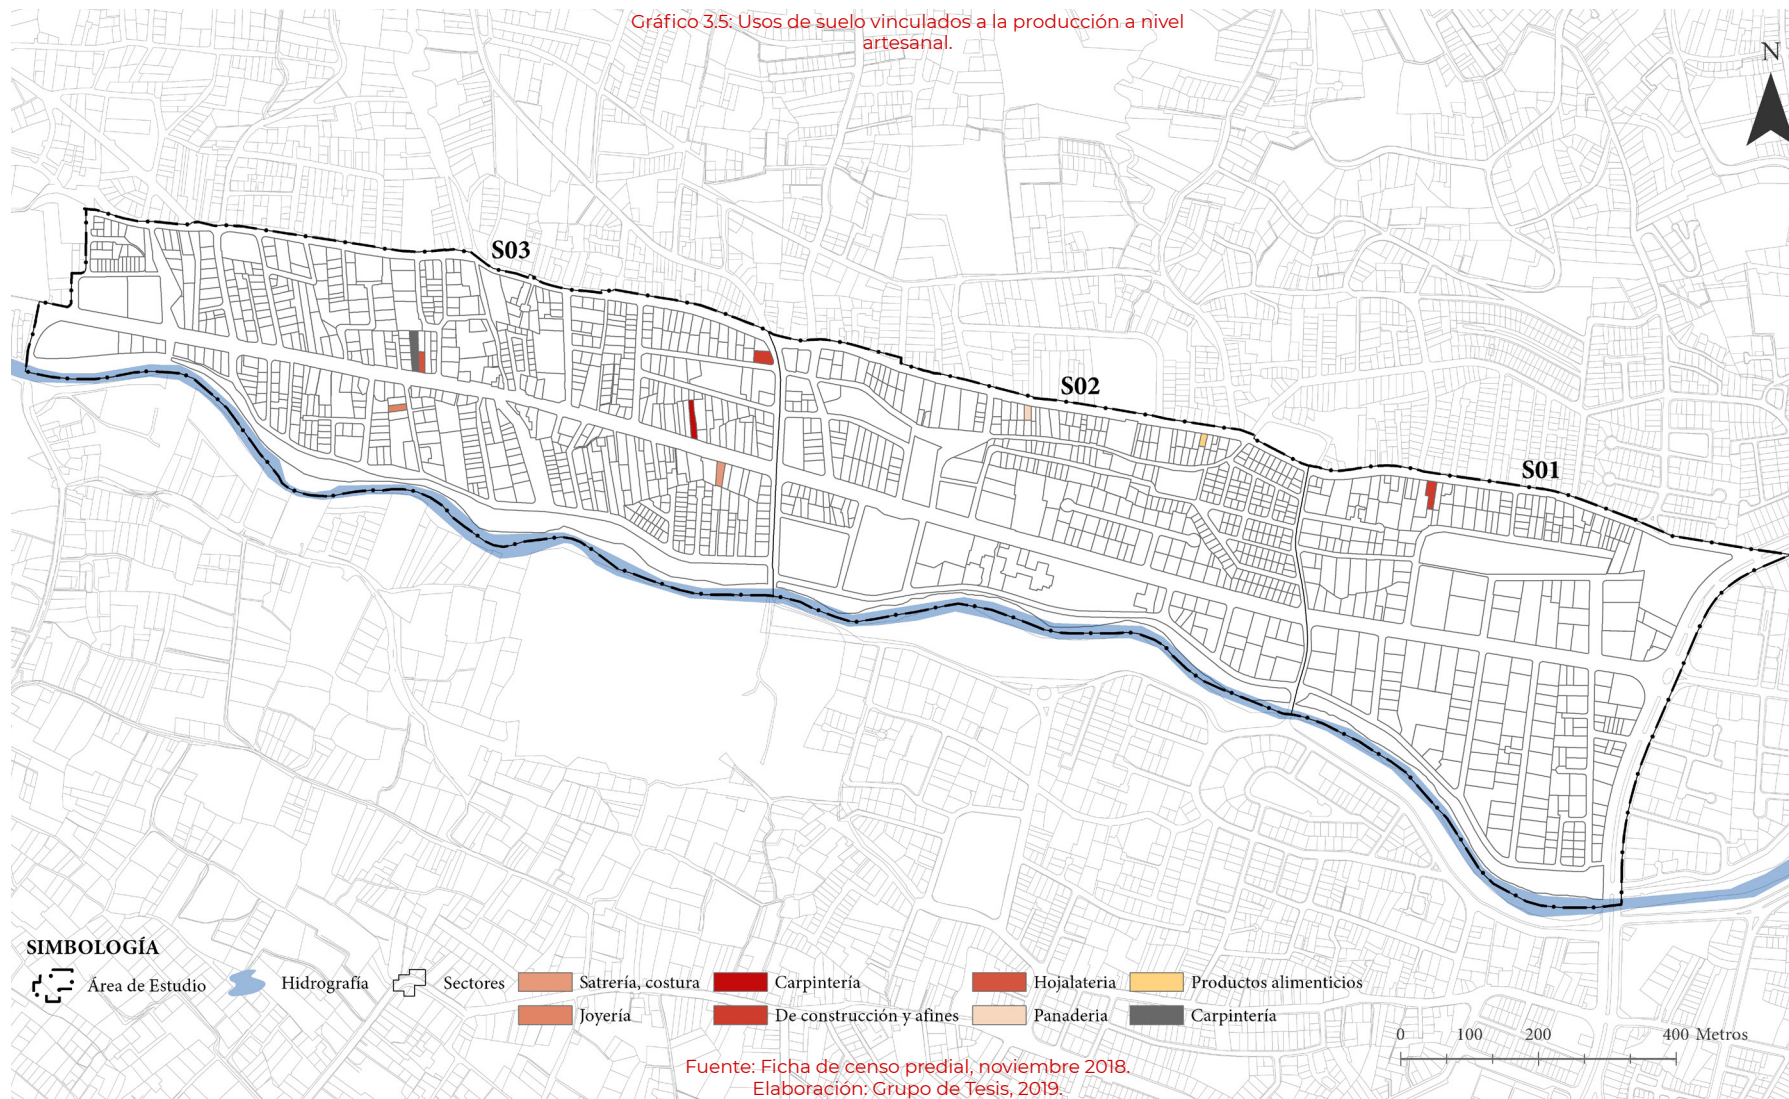 Gráfico 3.5: Usos de suelo vinculados a la producción a nivel
artesanal.
N
S03
S02
S01
SIMBOLOGÍA
Área de Estudio
Hidrografía
Sectores
Satrería, costura
Carpintería
Hojalateria
Productos alimenticios
Joyería
De construcción y afines
Panaderia
Carpintería
0 100 200 400 Metros
Fuente: Ficha de censo predial, noviembre 2018.
Elaboración: Grupo de Tesis, 2019.